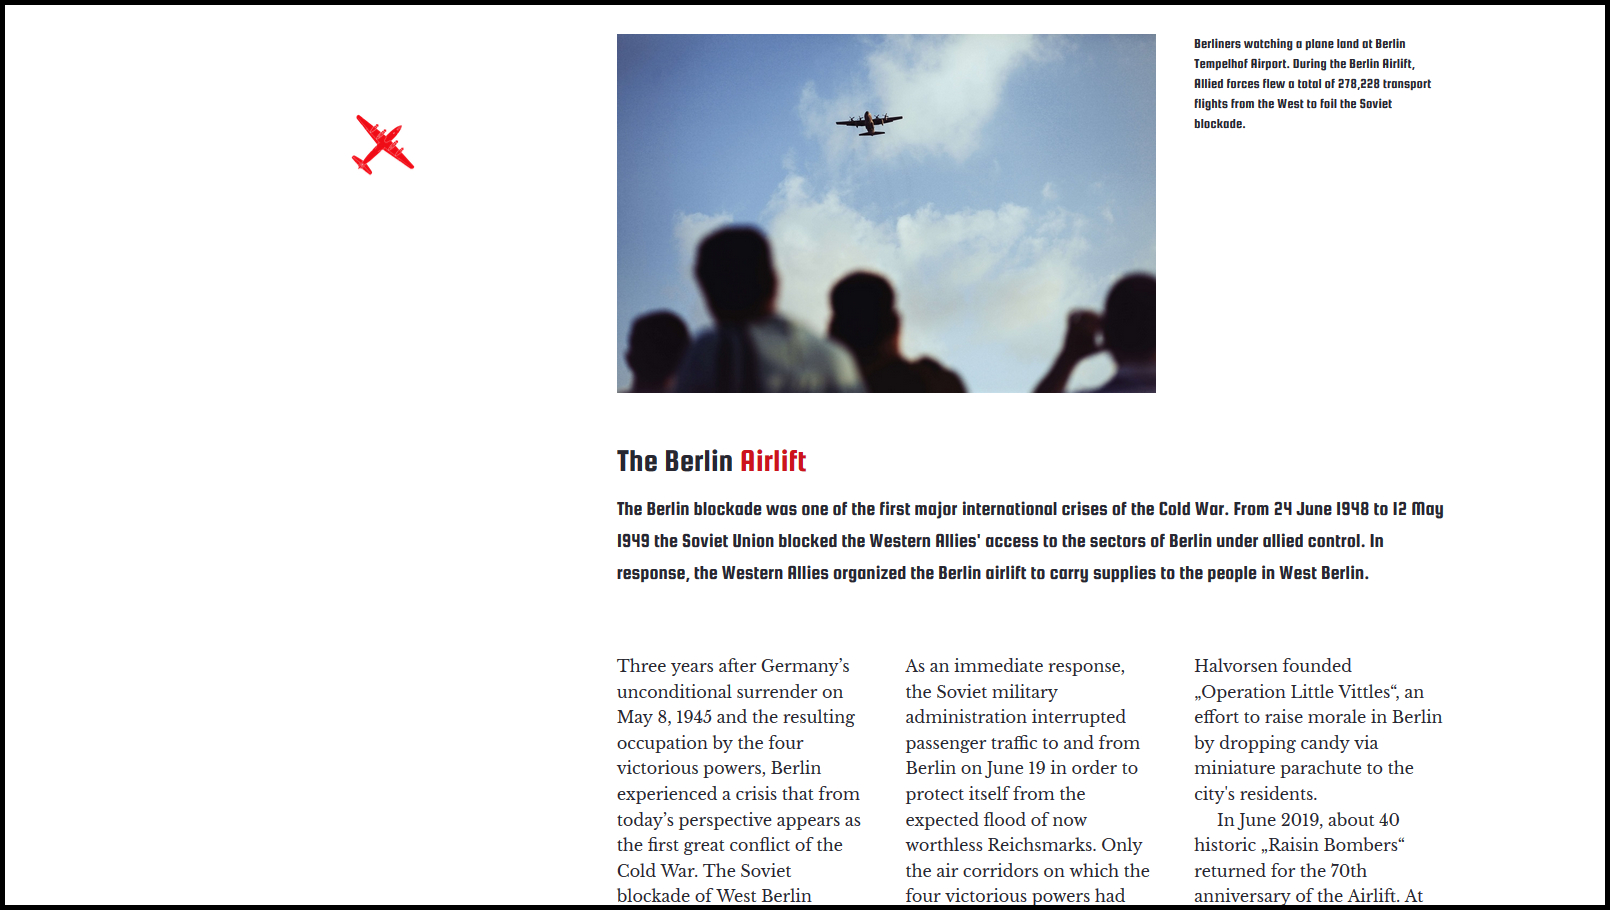 Berliners watching a plane land at Berlin
Tempelhof Airport. During the Berlin Airlift,
Allied forces flew a total of 278,228 transport
flights from the West to foil the Soviet
blockade.
The Berlin Airlift
The Berlin blockade was one of the first major international crises of the Cold War. From 24 June 1948 to 12 May
1949 the Soviet Union blocked the Western Allies' access to the sectors of Berlin under allied control. In
response, the Western Allies organized the Berlin airlift to carry supplies to the people in West Berlin.
Three years after Germany’s
unconditional surrender on
May 8, 1945 and the resulting
occupation by the four
victorious powers, Berlin
experienced a crisis that from
today’s perspective appears as
the first great conflict of the
Cold War. The Soviet
blockade of West Berlin
As an immediate response,
the Soviet military
administration interrupted
passenger traffic to and from
Berlin on June 19 in order to
protect itself from the
expected flood of now
worthless Reichsmarks. Only
the air corridors on which the
four victorious powers had
Halvorsen founded
„Operation Little Vittles“, an
effort to raise morale in Berlin
by dropping candy via
miniature parachute to the
city's residents.
In June 2019, about 40
historic „Raisin Bombers“
returned for the 70th
anniversary of the Airlift. At